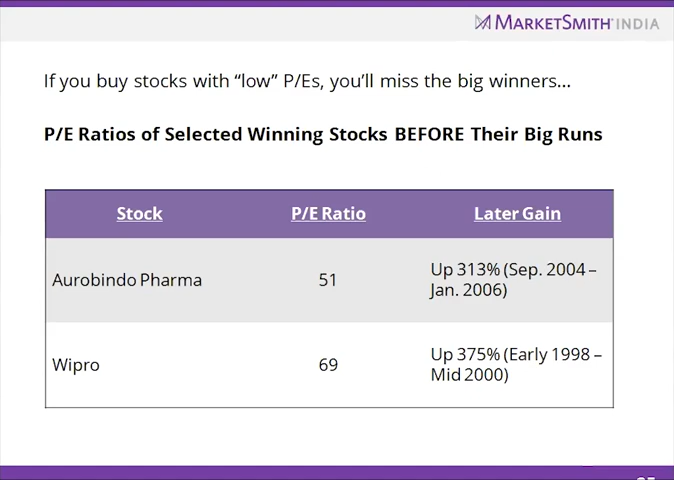 MARKETSMITH INDIA
If you buy stocks with “low” P/Es, you’ll miss the big winners…
P/E Ratios of Selected Winning Stocks BEFORE Their Big Runs
Stock P/E Ratio Later Gain
Aurobindo Pharma 51 Up 313% (Sep. 2004 –
Jan. 2006)
Wipro 69 Up 375% (Early 1998 –
Mid 2000)